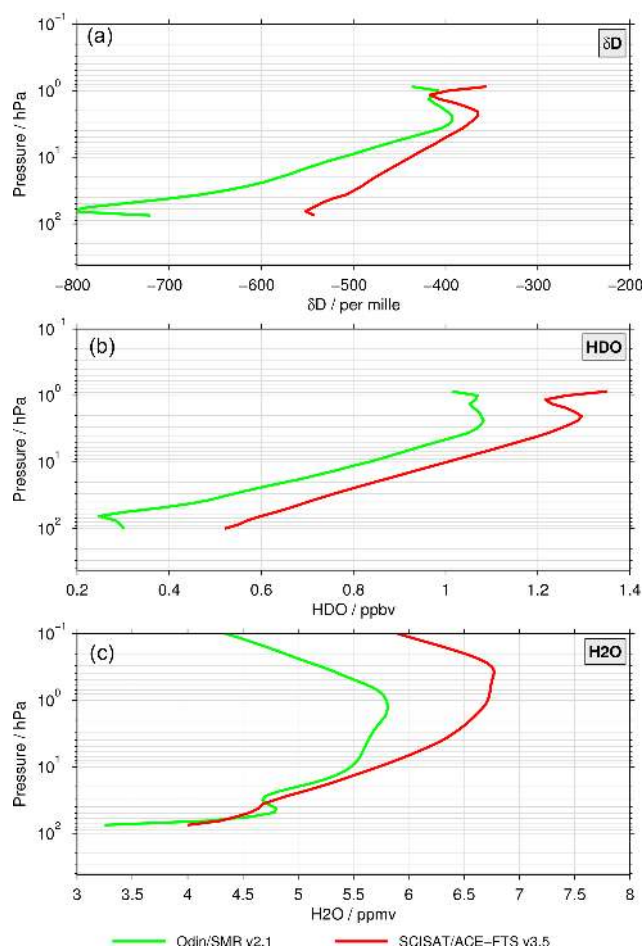 (a)
δD
10⁻¹
10⁰
10¹
10²
Pressure / hPa
−800 −700 −600 −500 −400 −300 −200
δD / per mille
(b)
HDO
10⁻¹
10⁰
10¹
10²
Pressure / hPa
0.2 0.4 0.6 0.8 1 1.2 1.4
HDO / ppbv
(c)
H2O
10⁻¹
10⁰
10¹
10²
Pressure / hPa
3 3.5 4 4.5 5 5.5 6 6.5 7 7.5 8
H2O / ppmv
Odin/SMR v2.1 SCISAT/ACE−FTS v3.5